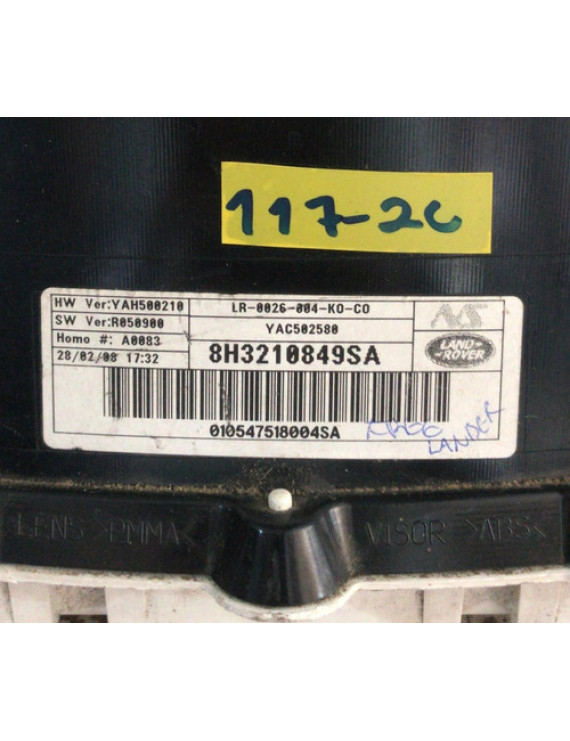 117-2C
HW Ver:YAH500210
LR-0026-004-KO-CO
SW Ver:R050900
YAC502580
Homo #: A0083
28/02/08 17:32
8H3210849SA
LAND-
-ROVER
010547518004SA
FREE
LANDER
LENS >PMMA<
VISOR >ABS<